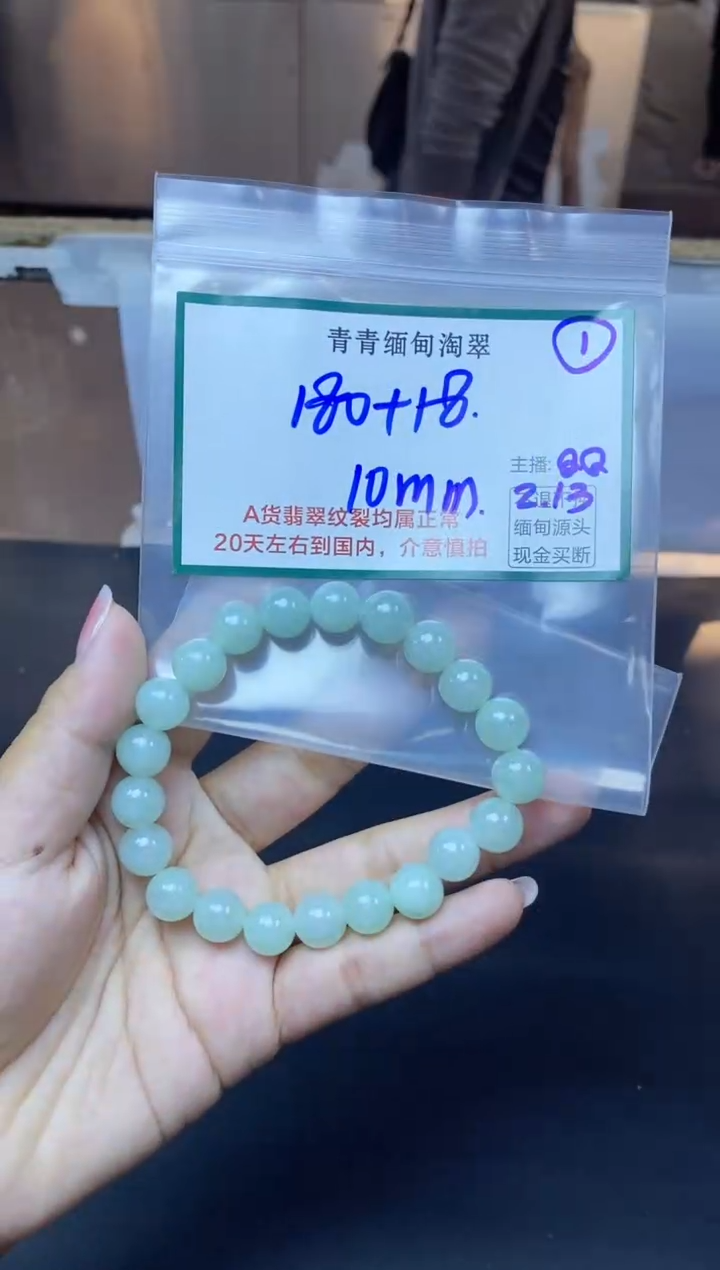 青青缅甸淘翠
①
180+18.
10mm.
主播: QQ
2.13
A货翡翠纹裂均属正常
缅甸源头
20天左右到国内，介意慎拍
现金买断